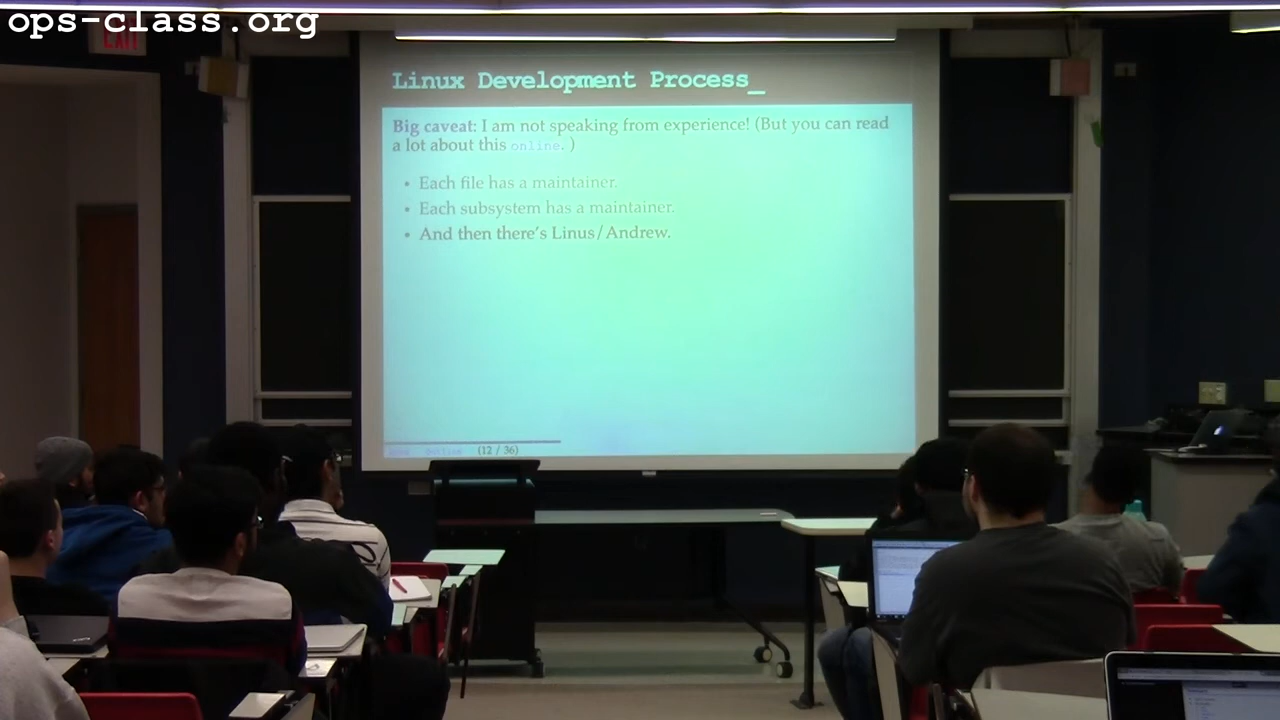 ops-class.org
EXIT
Linux Development Process_
Big caveat: I am not speaking from experience! (But you can read
a lot about this online. )
• Each file has a maintainer.
• Each subsystem has a maintainer.
• And then there's Linus/Andrew.
(12 / 36)